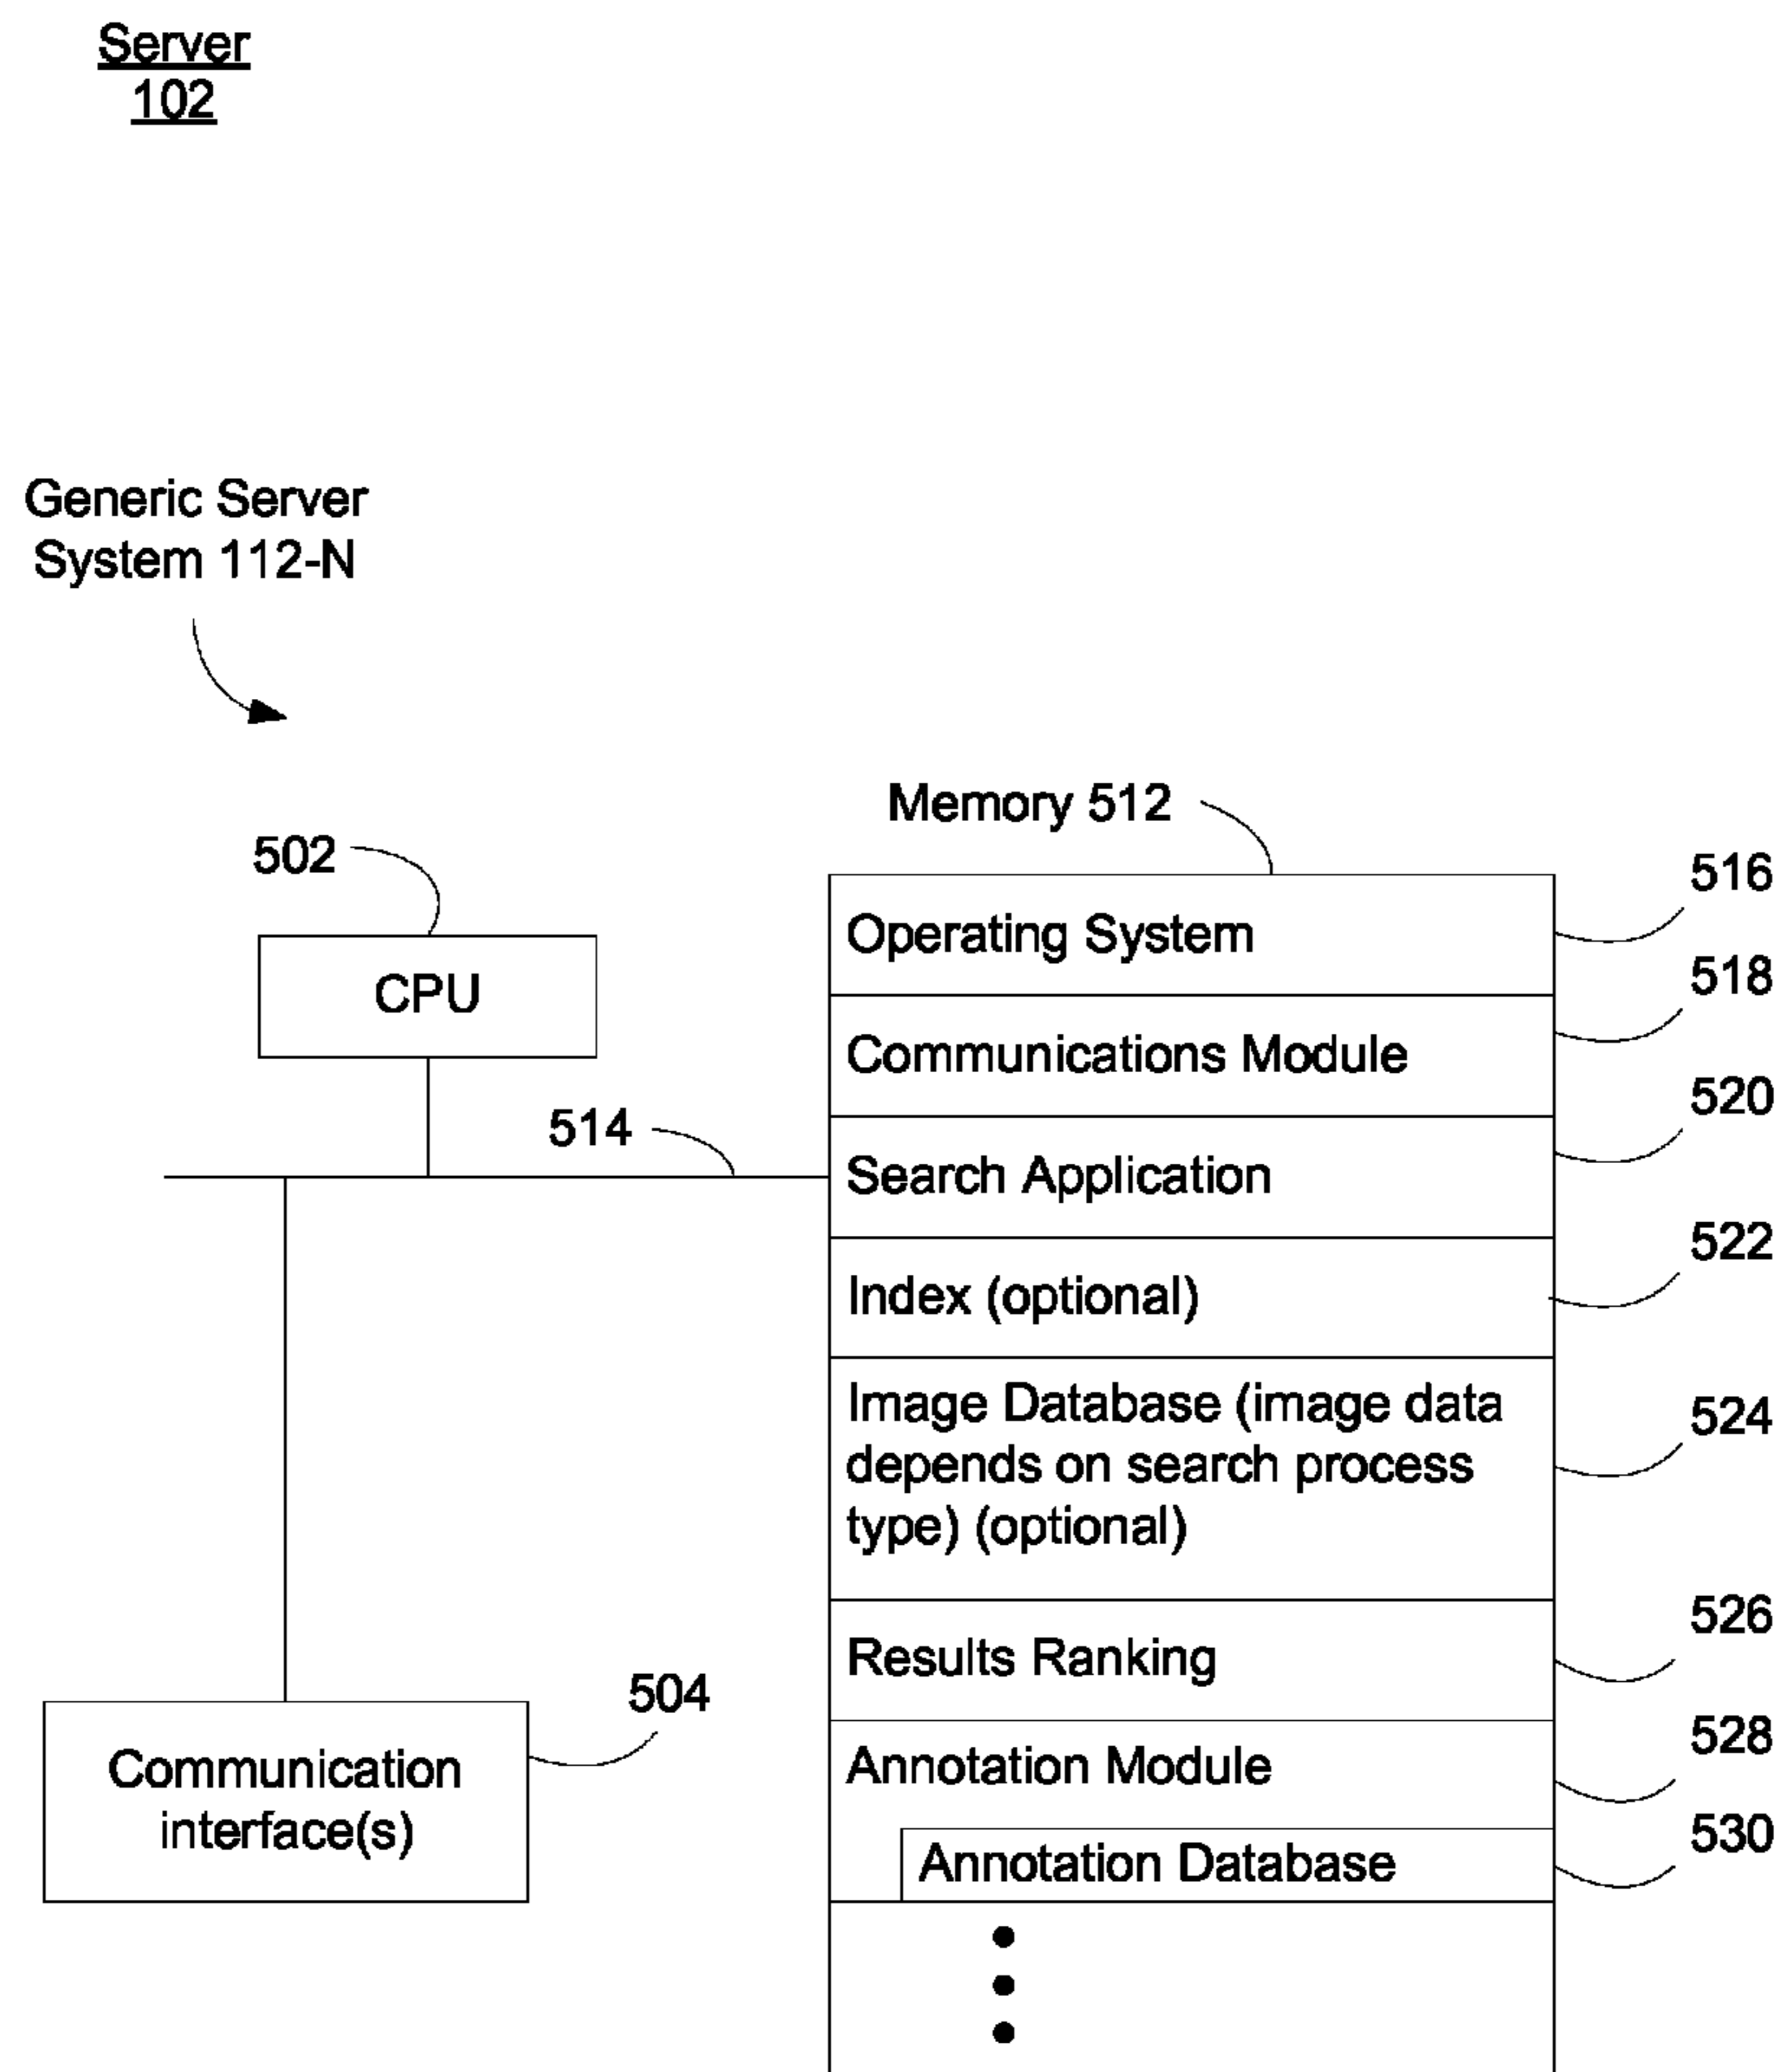 Server
102
Generic Server
System 112-N
Memory 512
502
516
Operating System
CPU
518
Communications Module
514
520
Search Application
522
Index (optional)
Image Database (image data
depends on search process
type) (optional)
524
526
Results Ranking
504
528
Communication
interface(s)
Annotation Module
530
Annotation Database